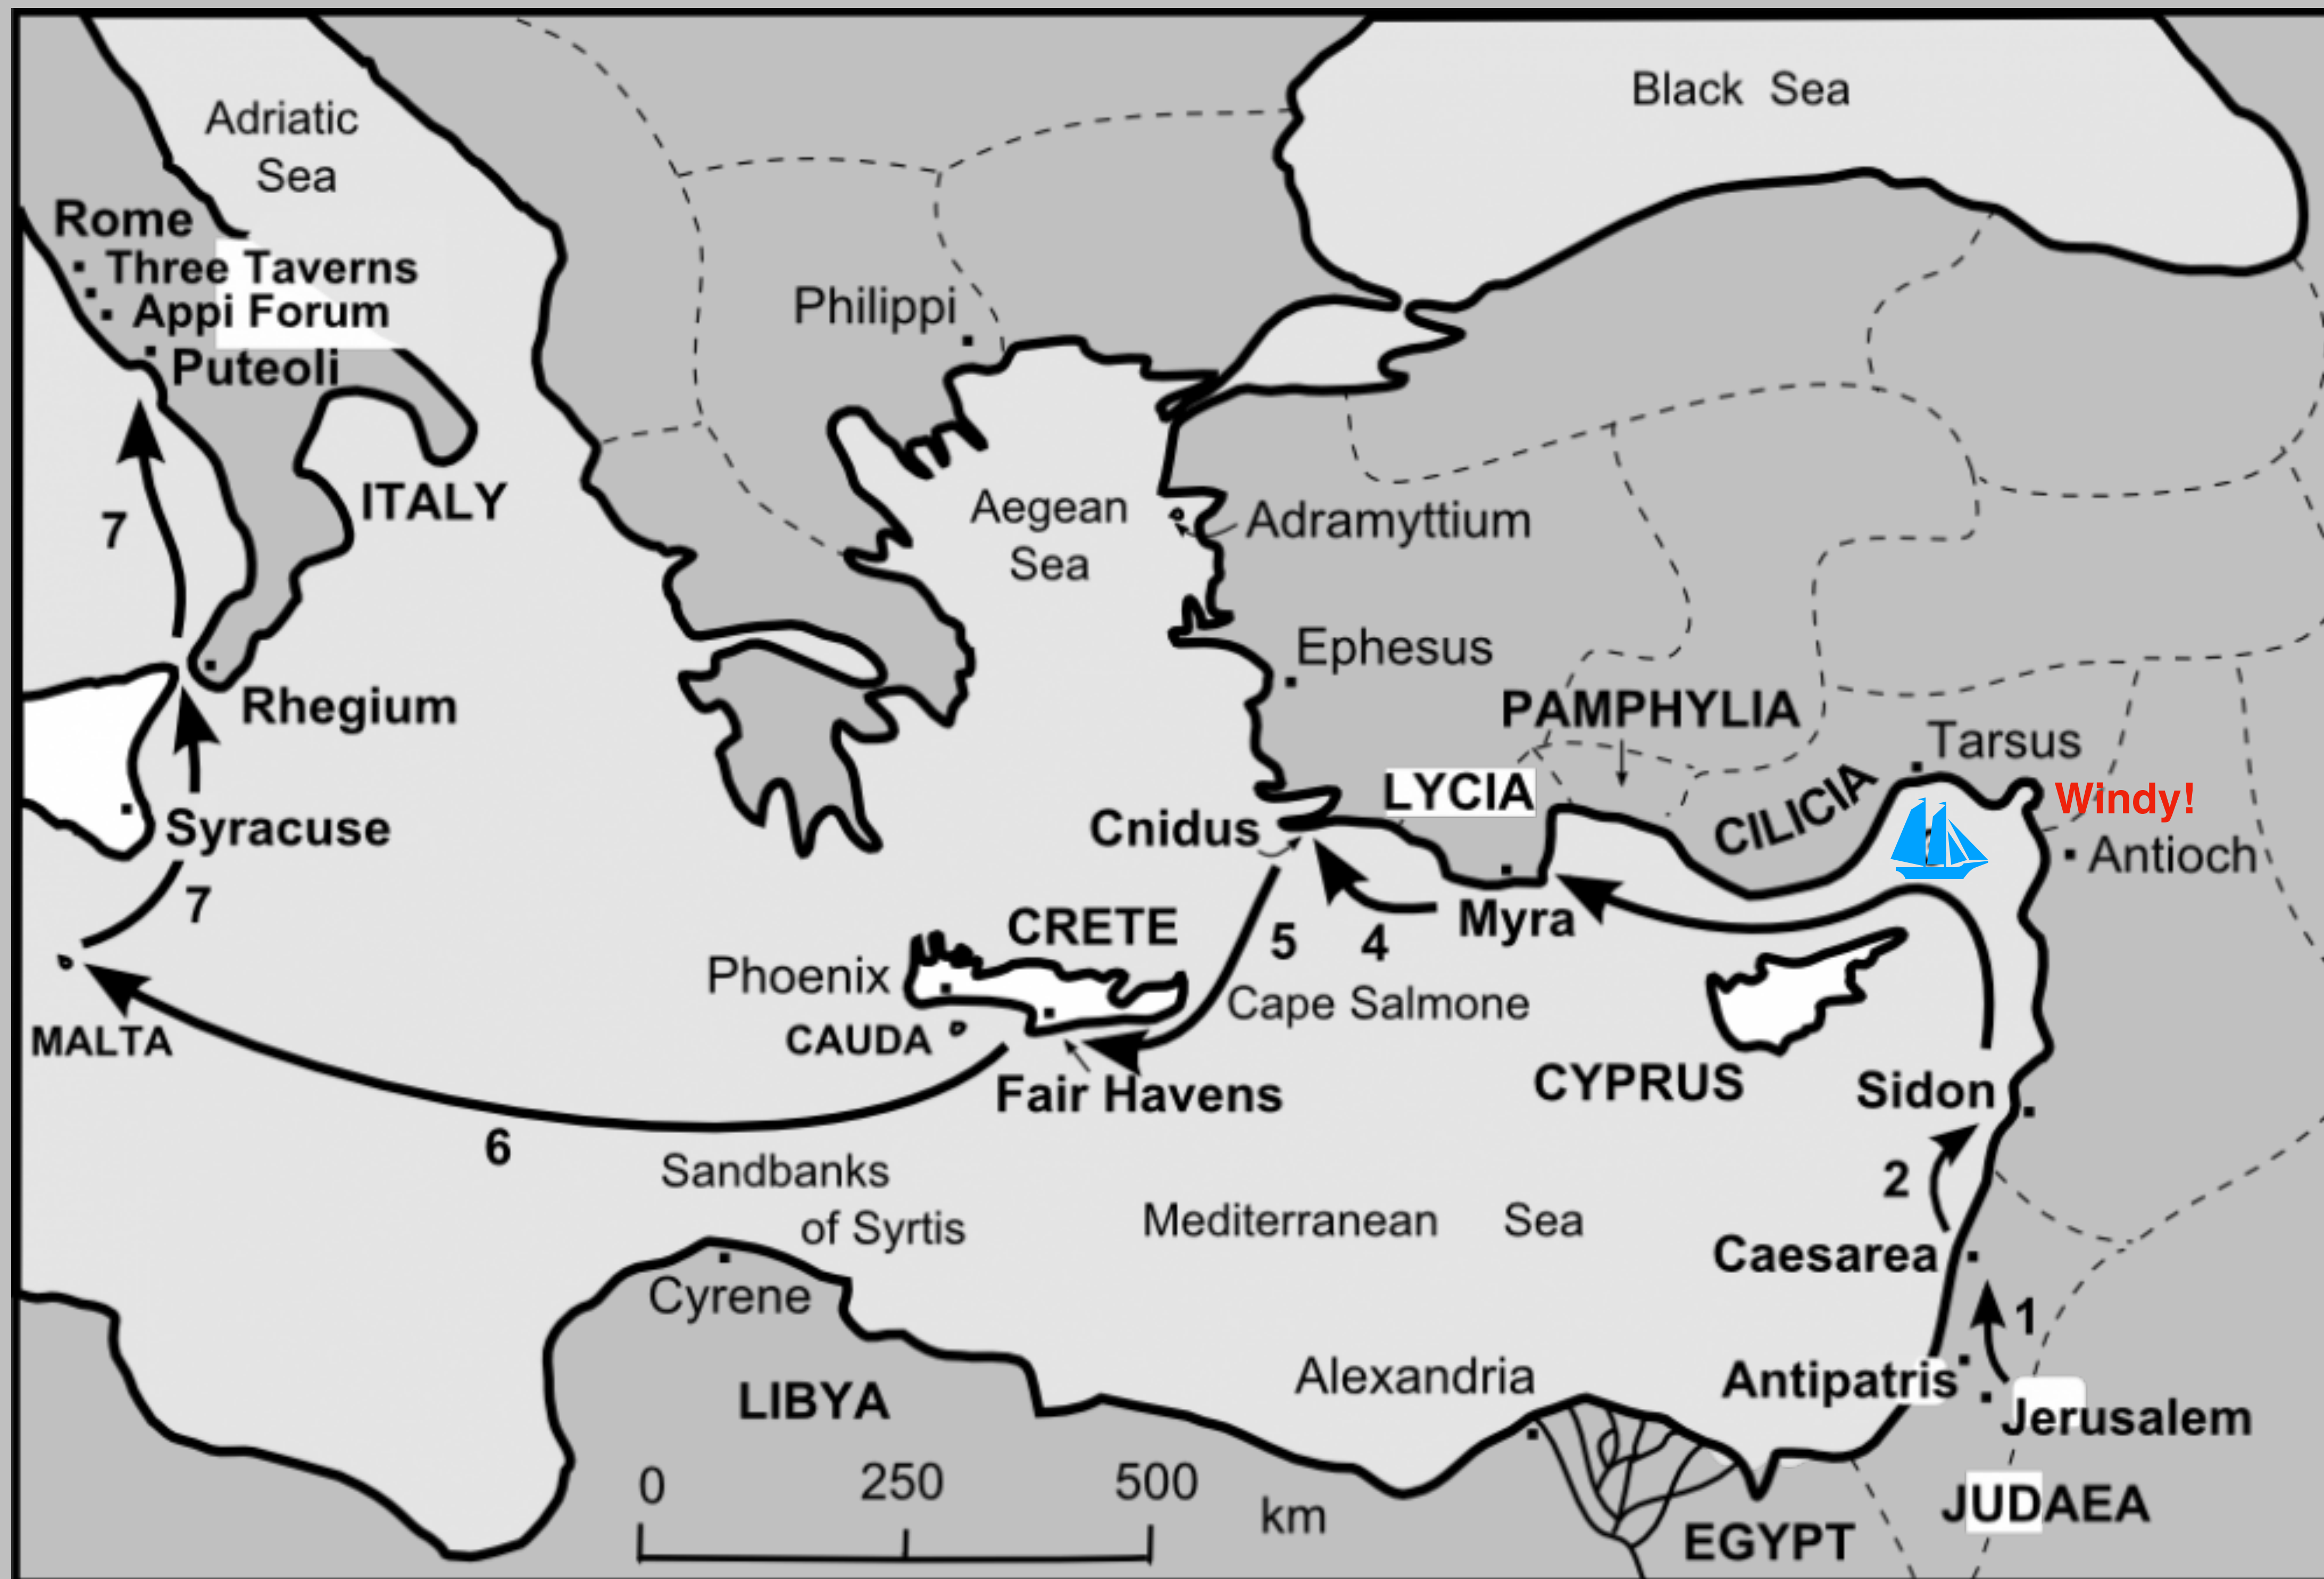 Black Sea
Adriatic
Sea
Rome
Three Taverns
Appi Forum
Puteoli
Philippi
ITALY
7
Aegean
Sea
Adramyttium
Ephesus
Rhegium
PAMPHYLIA
Tarsus
LYCIA
CILICIA
Windy!
Cnidus
Syracuse
Antioch
7
CRETE
5
4
Myra
Phoenix
Cape Salmone
MALTA
CAUDA
Fair Havens
CYPRUS
Sidon
6
Sandbanks
of Syrtis
2
Mediterranean Sea
Caesarea
Cyrene
1
Alexandria
Antipatris
LIBYA
Jerusalem
0 250 500
km
JUDAEA
EGYPT